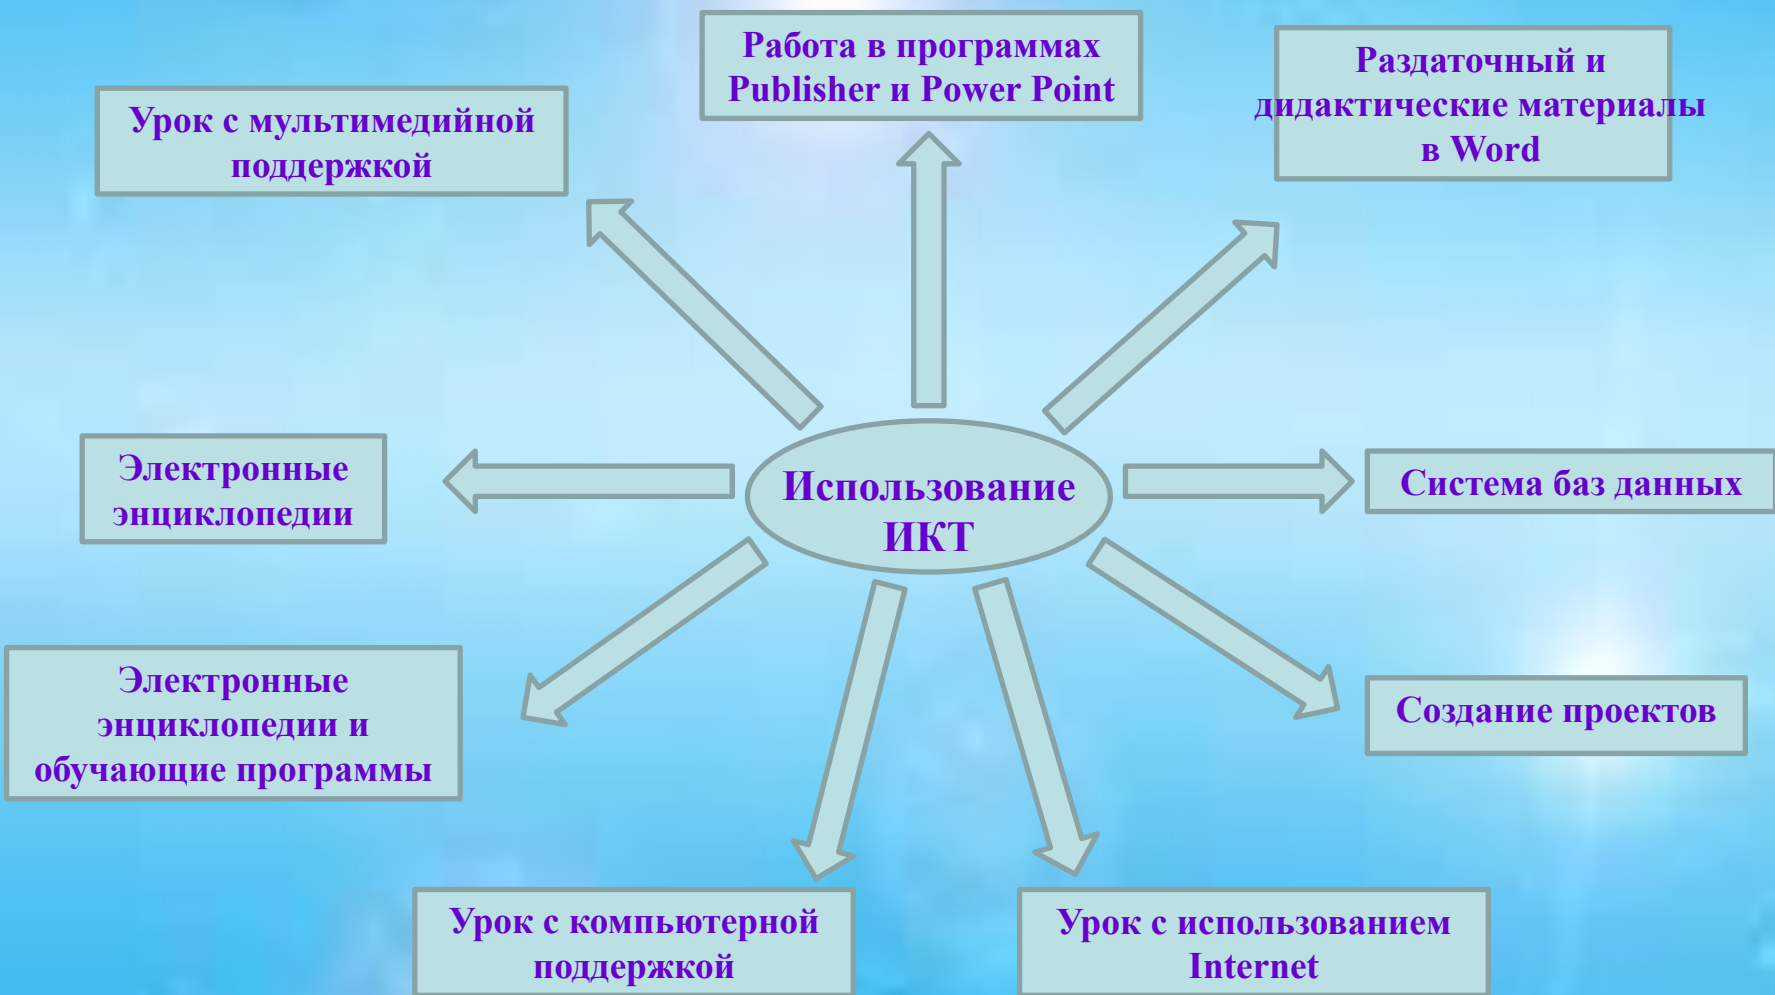 Работа в программах
Publisher и Power Point
Раздаточный и
дидактические материалы
в Word
Урок с мультимедийной
поддержкой
Электронные
энциклопедии
Использование
ИКТ
Система баз данных
Электронные
энциклопедии и
обучающие программы
Создание проектов
Урок с компьютерной
поддержкой
Урок с использованием
Internet